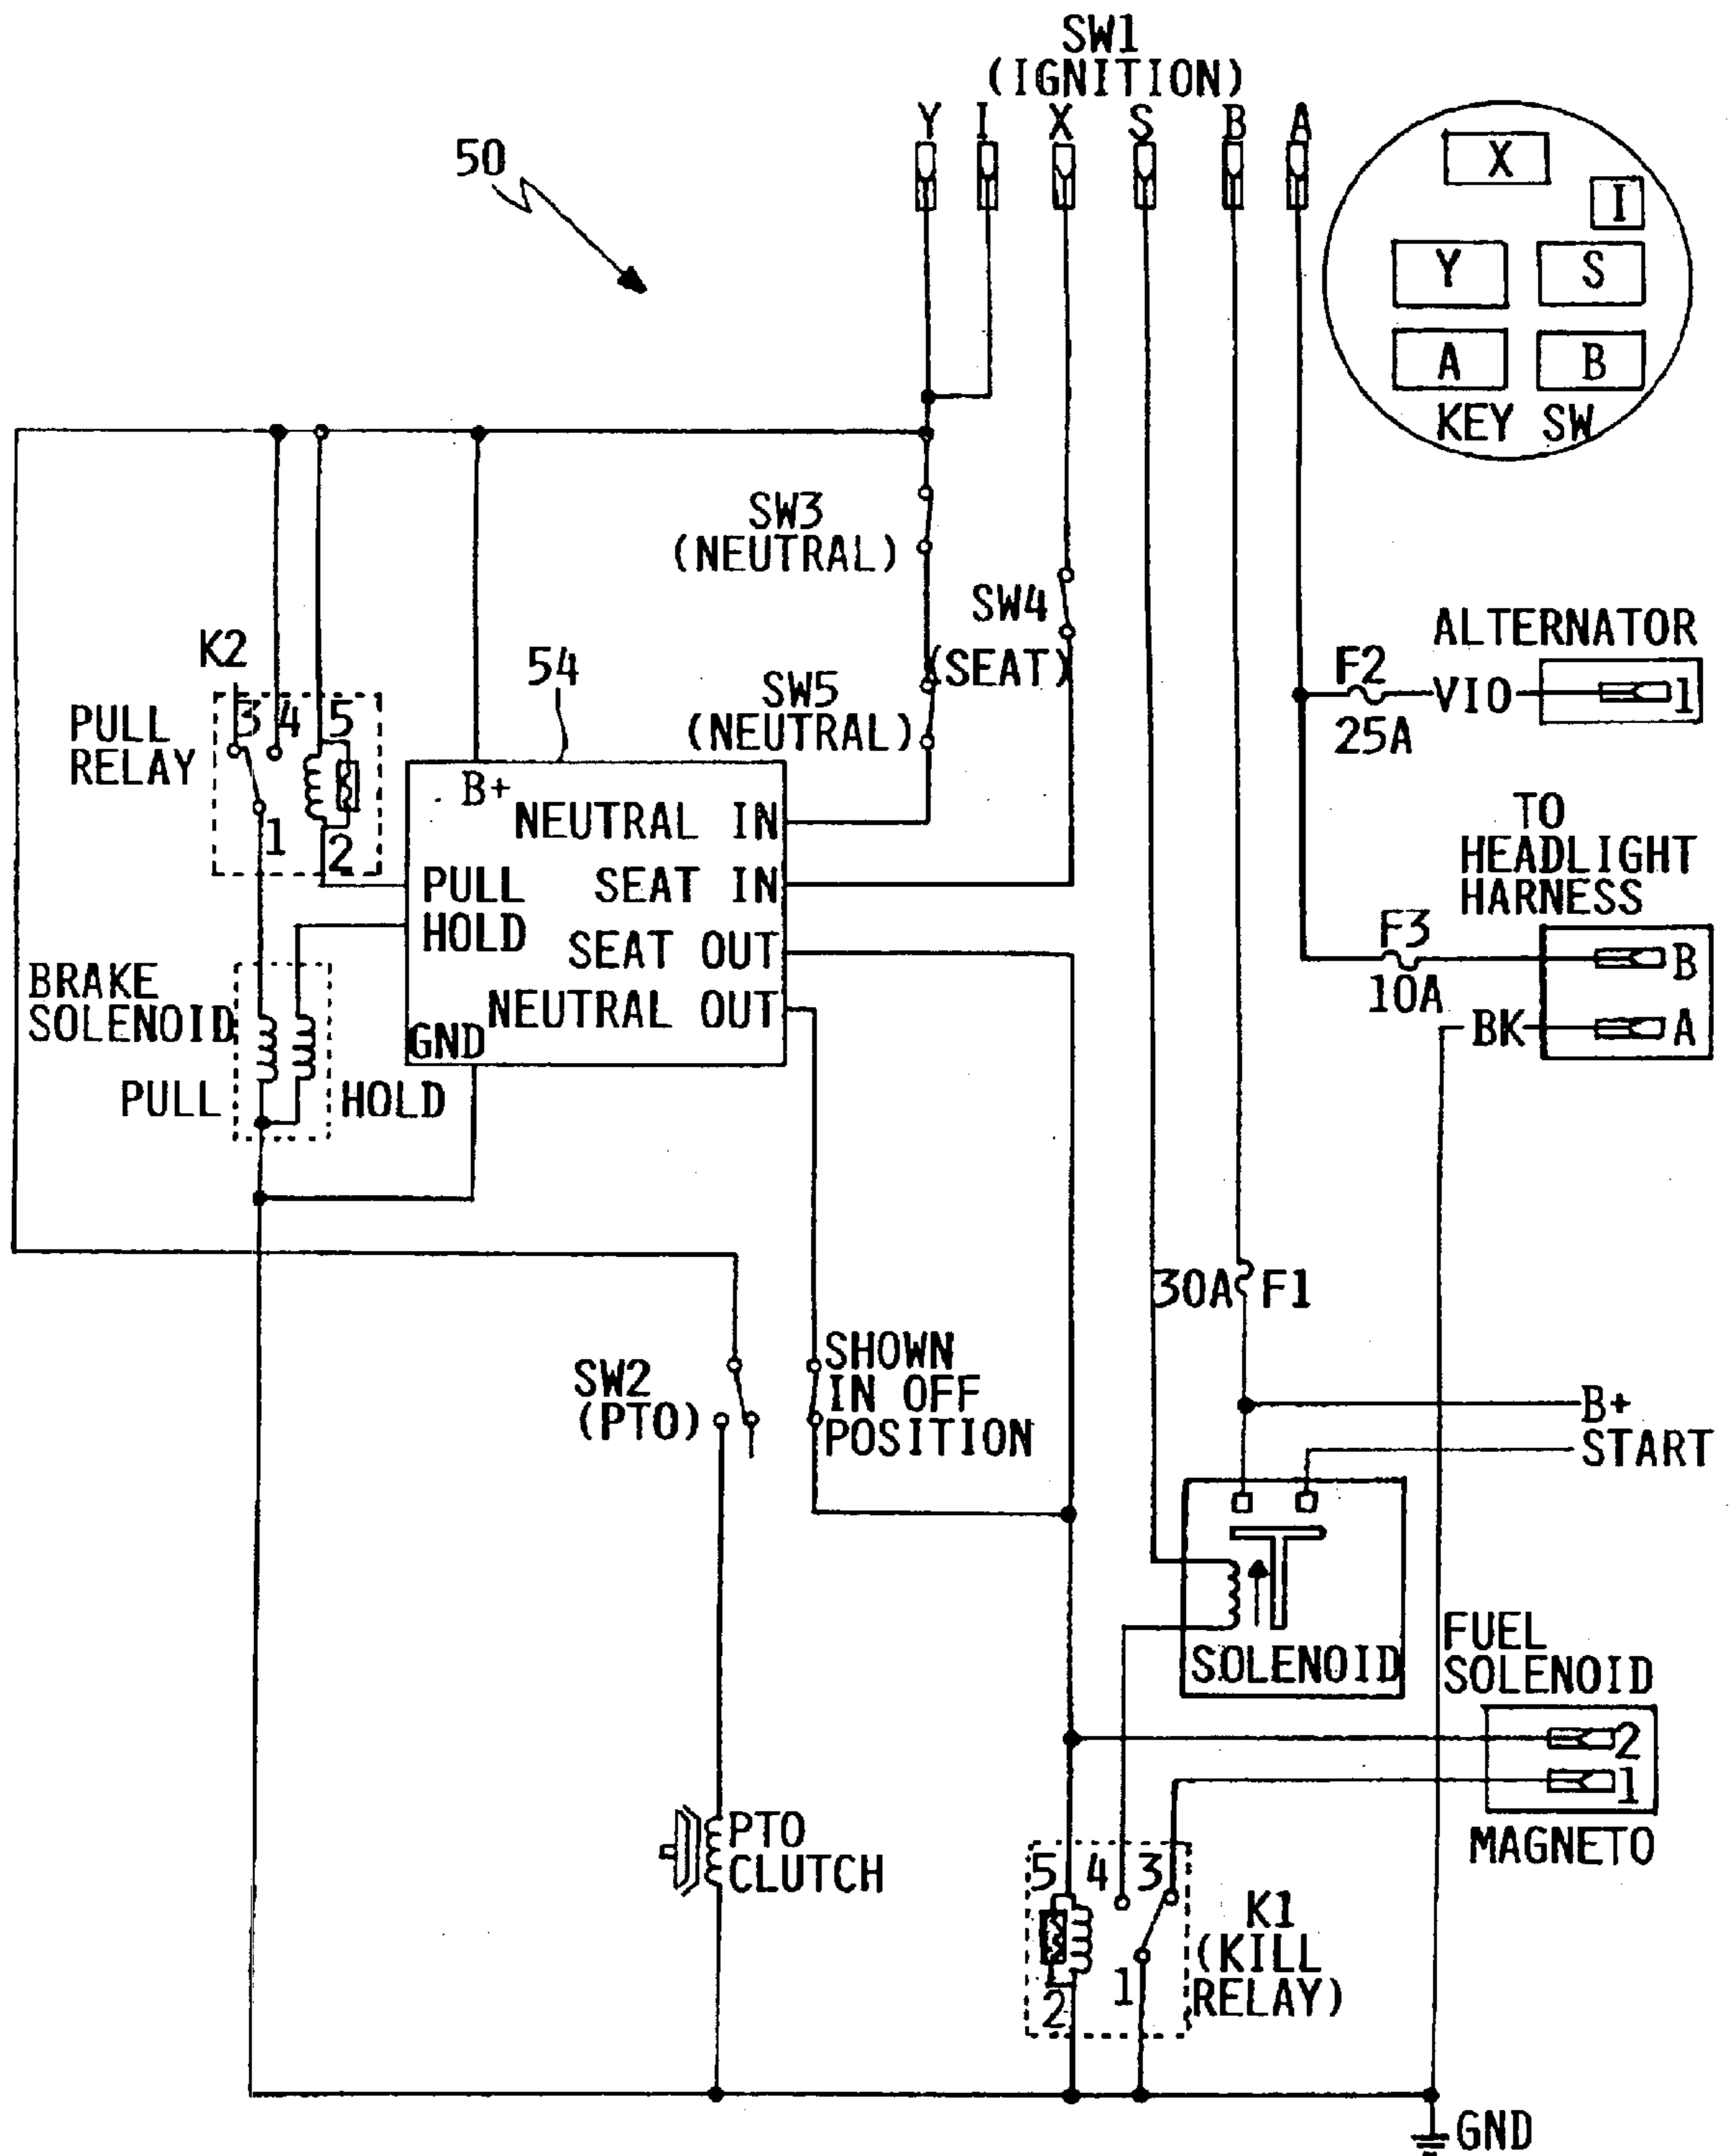 SW1
(IGNITION)
Y I X S B A
50
X
I
Y S
A B
KEY SW
SW3
(NEUTRAL)
SW4
(SEAT)
K2
PULL
RELAY
3 4 5
1
2
54
SW5
(NEUTRAL)
ALTERNATOR
F2
25A
VIO
1
B+
NEUTRAL IN
PULL
SEAT IN
HOLD
SEAT OUT
NEUTRAL OUT
GND
TO
HEADLIGHT
HARNESS
F3
10A
B
BK
A
BRAKE
SOLENOID
PULL
HOLD
30A F1
SW2
(PTO)
SHOWN
IN OFF
POSITION
B+
START
SOLENOID
FUEL
SOLENOID
2
1
MAGNETO
PTO
CLUTCH
5 4 3
1
2
K1
(KILL
RELAY)
GND